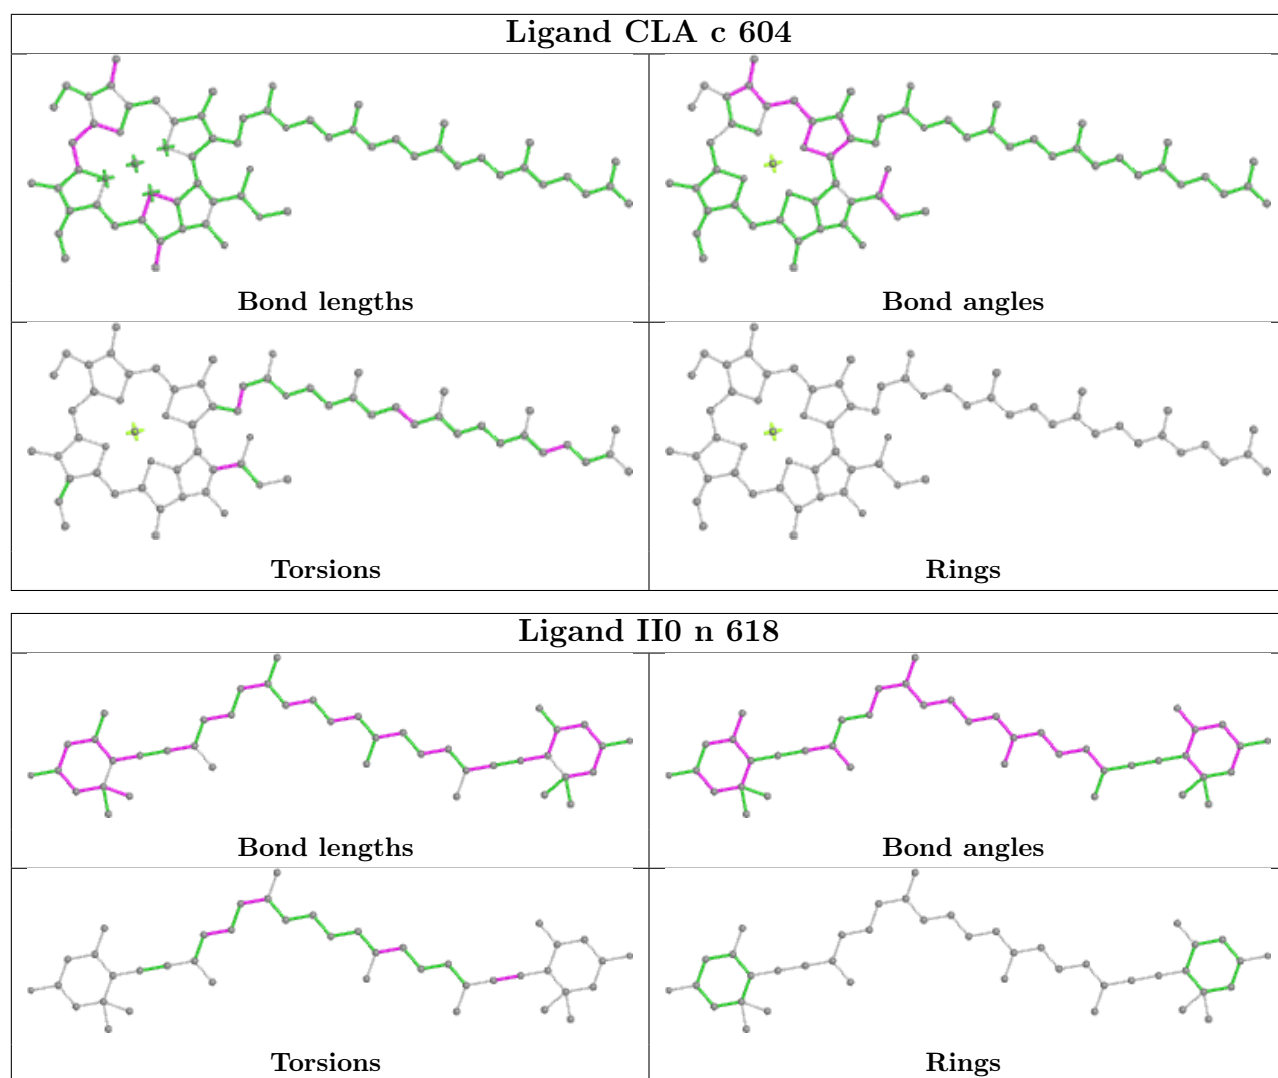 Ligand CLA c 604
Bond lengths
Bond angles
Torsions
Rings
Ligand II0 n 618
Bond lengths
Bond angles
Torsions
Rings